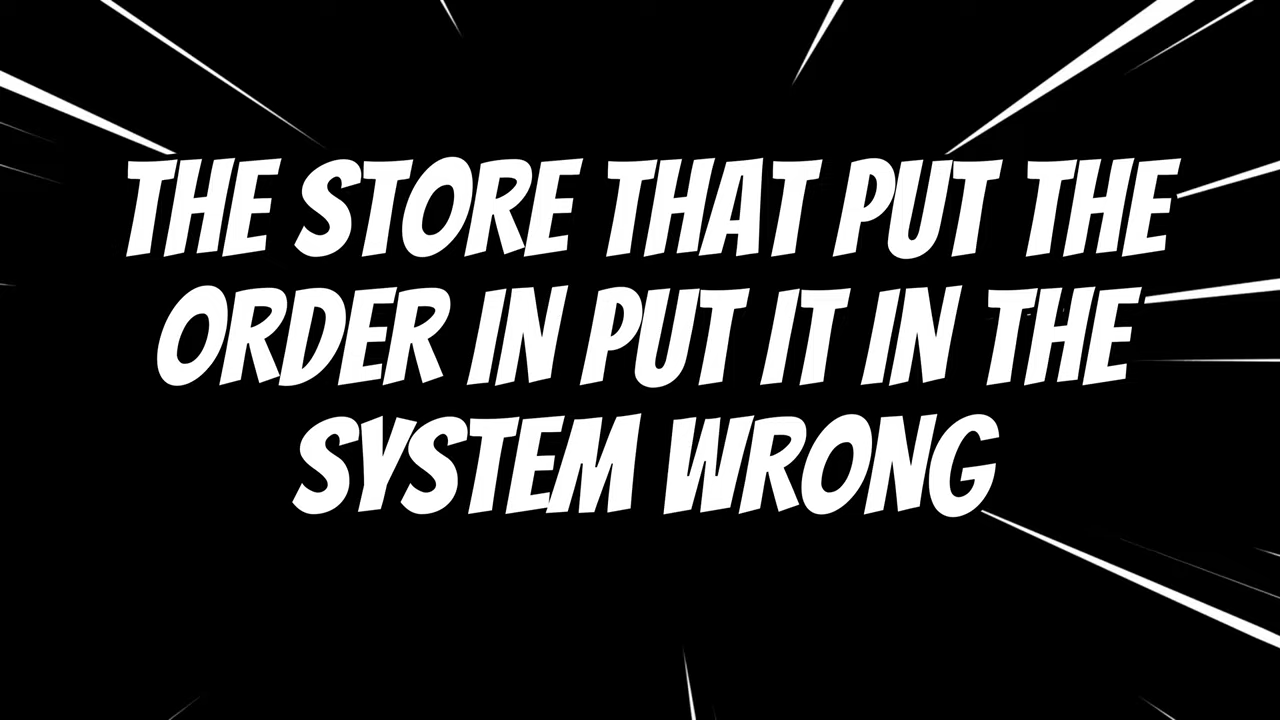 THE STORE THAT PUT THE
ORDER IN PUT IT IN THE
SYSTEM WRONG